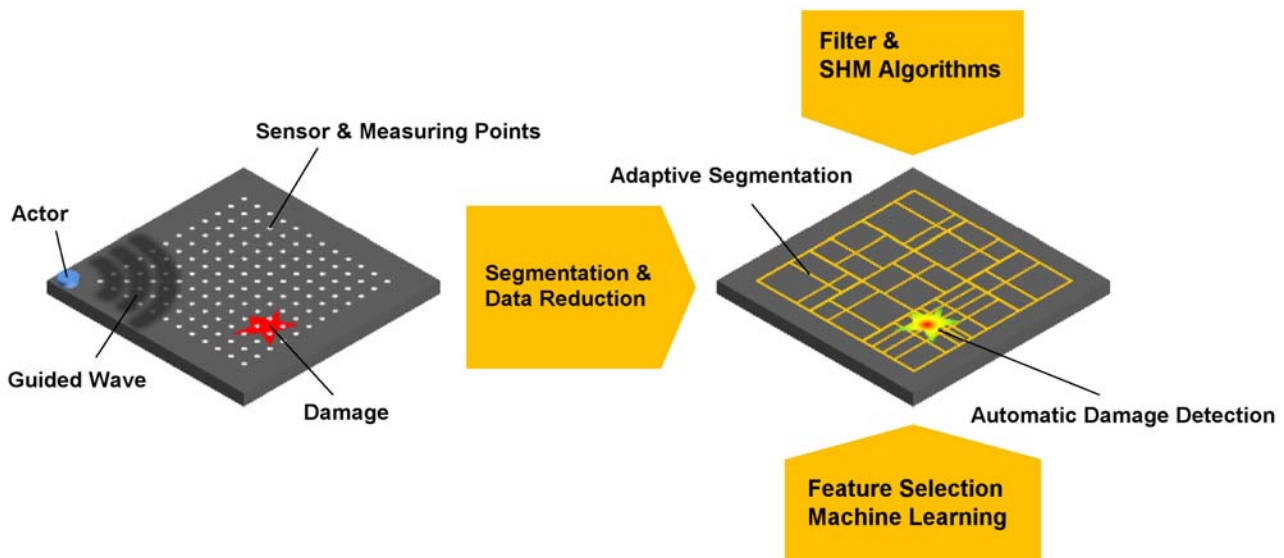 Filter &
SHM Algorithms
Sensor & Measuring Points
Adaptive Segmentation
Actor
Segmentation &
Data Reduction
Guided Wave
Damage
Automatic Damage Detection
Feature Selection
Machine Learning